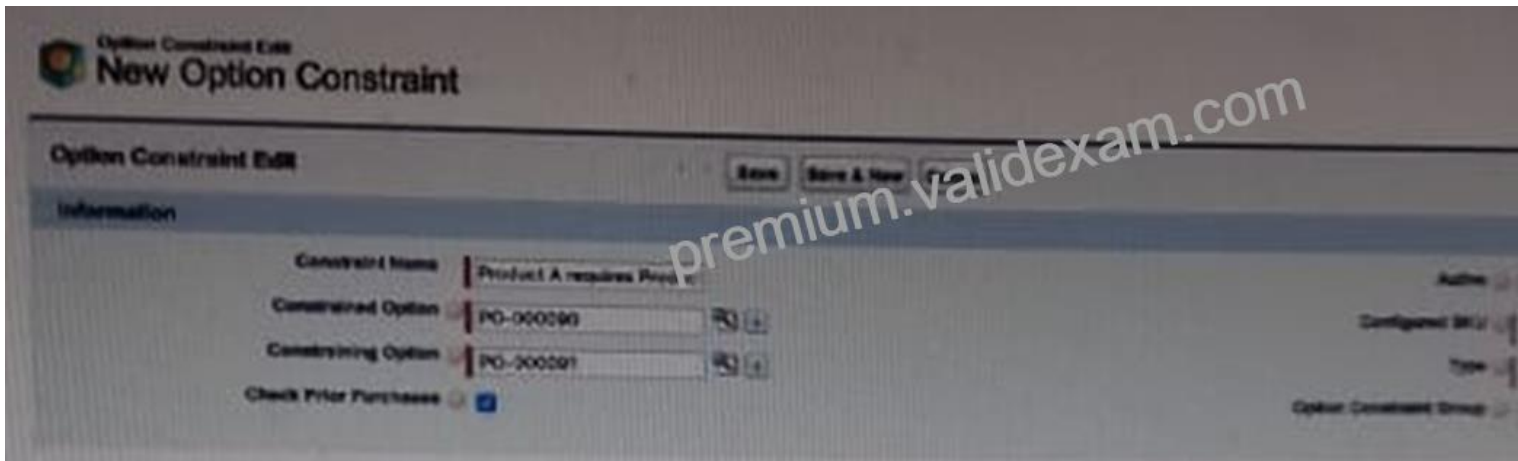 Option Constraint Edit
New Option Constraint
premium.validexam.com
Option Constraint Edit
Save Save & New
Information
Constraint Name Product A requires
Constrained Option PO-000090
Constraining Option PO-000091
Check Prior Purchases
Active
Configured SKU
Type
Option Constraint Group